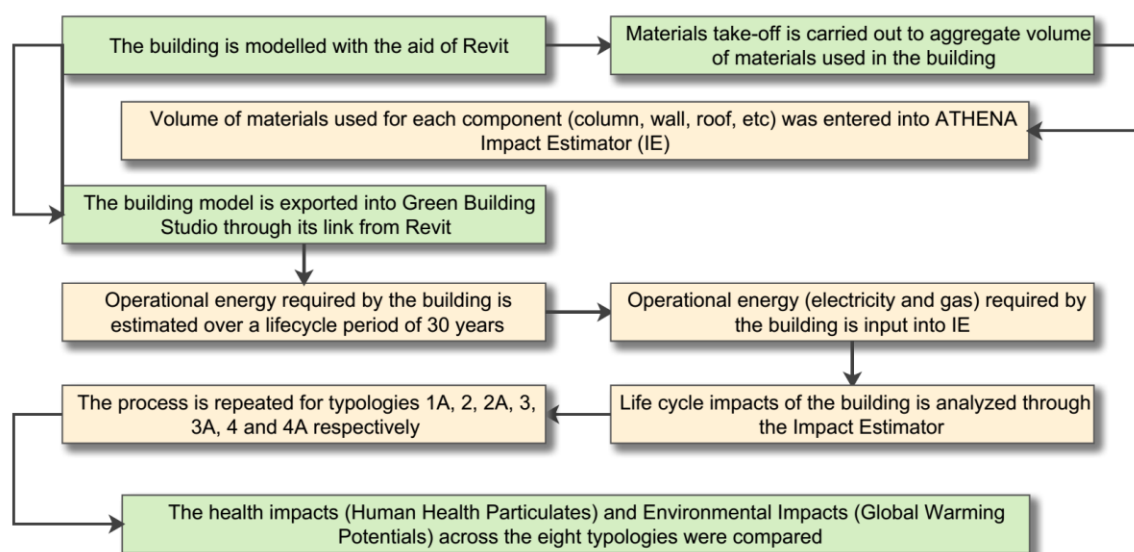 The building is modelled with the aid of Revit
Materials take-off is carried out to aggregate volume
of materials used in the building
Volume of materials used for each component (column, wall, roof, etc) was entered into ATHENA
Impact Estimator (IE)
The building model is exported into Green Building
Studio through its link from Revit
Operational energy required by the building is
estimated over a lifecycle period of 30 years
Operational energy (electricity and gas) required by
the building is input into IE
Life cycle impacts of the building is analyzed through
the Impact Estimator
The process is repeated for typologies 1A, 2, 2A, 3,
3A, 4 and 4A respectively
The health impacts (Human Health Particulates) and Environmental Impacts (Global Warming
Potentials) across the eight typologies were compared